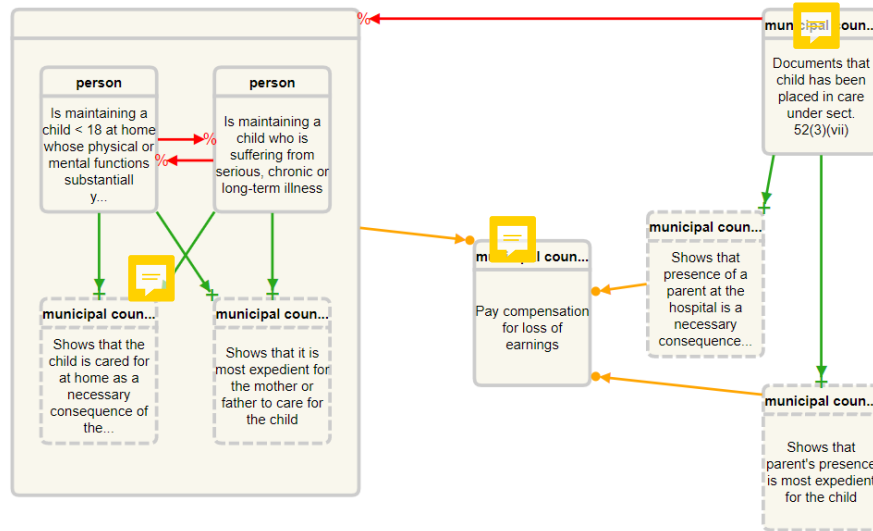 person
Is maintaining a
child < 18 at home
whose physical or
mental functions
substantiall
y...
person
Is maintaining a
child who is
suffering from
serious, chronic or
long-term illness
%
%
%
municipal coun...
Shows that the
child is cared for
at home as a
necessary
consequence of
the...
municipal coun...
Shows that it is
most expedient for
the mother or
father to care for
the child
Pay compensation
for loss of
earnings
municipal coun...
Shows that
presence of a
parent at the
hospital is a
necessary
consequence...
Documents that
child has been
placed in care
under sect.
52(3)(vii)
municipal coun...
Shows that
parent's presence
is most expedient
for the child